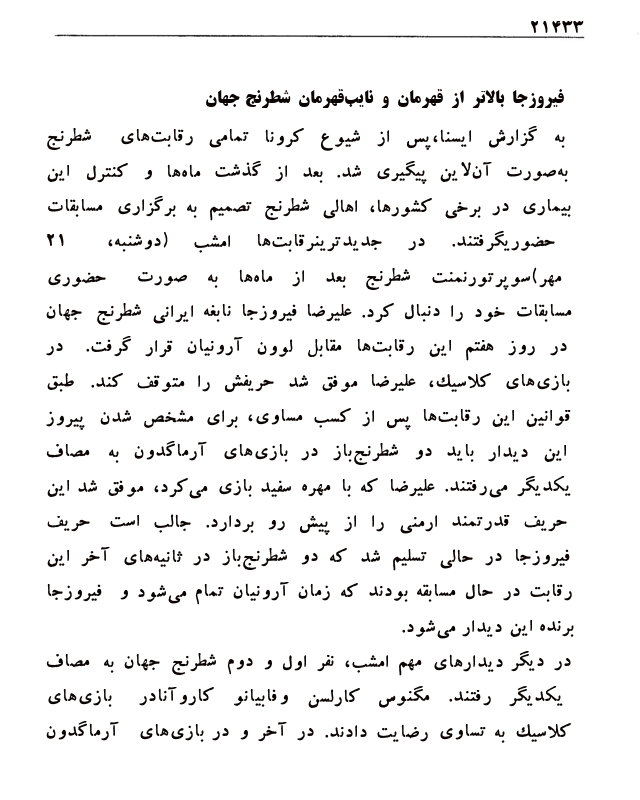 ۲۱۴۳۳
فیروزجا بالاتر از قهرمان و نایب‌قهرمان شطرنج جهان
به گزارش ایسنا،پس از شیوع کرونا تمامی رقابت‌های شطرنج
به‌صورت آن‌لاین پیگیری شد. بعد از گذشت ماه‌ها و کنترل این
بیماری در برخی کشورها، اهالی شطرنج تصمیم به برگزاری مسابقات
حضوریگرفتند. در جدیدترینرقابت‌ها امشب (دوشنبه، ۲۱
مهر)سوپرتورنمنت شطرنج بعد از ماه‌ها به صورت حضوری
مسابقات خود را دنبال کرد. علیرضا فیروزجا نابغه ایرانی شطرنج جهان
در روز هفتم این رقابت‌ها مقابل لوون آرونیان قرار گرفت. در
بازی‌های کلاسیک، علیرضا موفق شد حریفش را متوقف کند. طبق
قوانین این رقابت‌ها پس از کسب مساوی، برای مشخص شدن پیروز
این دیدار باید دو شطرنج‌باز در بازی‌های آرماگدون به مصاف
یکدیگر می‌رفتند. علیرضا که با مهره سفید بازی می‌کرد، موفق شد این
حریف قدرتمند ارمنی را از پیش رو بردارد. جالب است حریف
فیروزجا در حالی تسلیم شد که دو شطرنج‌باز در ثانیه‌های آخر این
رقابت در حال مسابقه بودند که زمان آرونیان تمام می‌شود و فیروزجا
برنده این دیدار می‌شود.
در دیگر دیدارهای مهم امشب، نفر اول و دوم شطرنج جهان به مصاف
یکدیگر رفتند. مگنوس کارلسن وفابیانو کاروآنادر بازی‌های
کلاسیک به تساوی رضایت دادند. در آخر و در بازی‌های آرماگدون